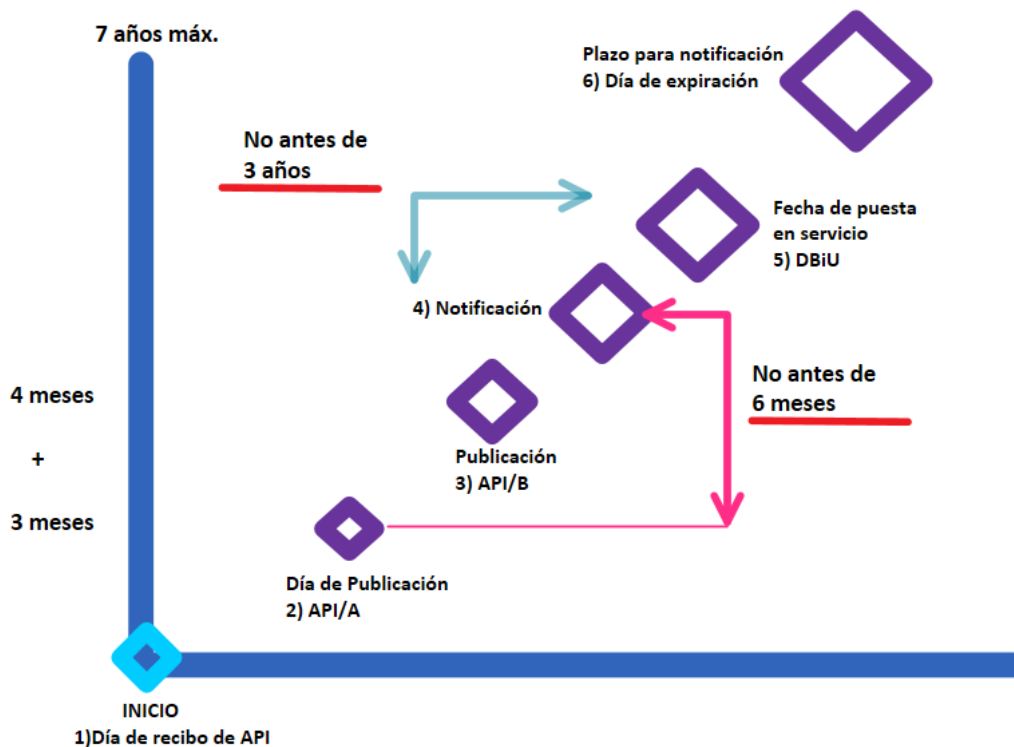 7 años máx.
Plazo para notificación
6) Día de expiración
No antes de
3 años
Fecha de puesta
en servicio
5) DBiU
4) Notificación
4 meses
+
3 meses
No antes de
6 meses
Publicación
3) API/B
Día de Publicación
2) API/A
INICIO
1)Día de recibo de API